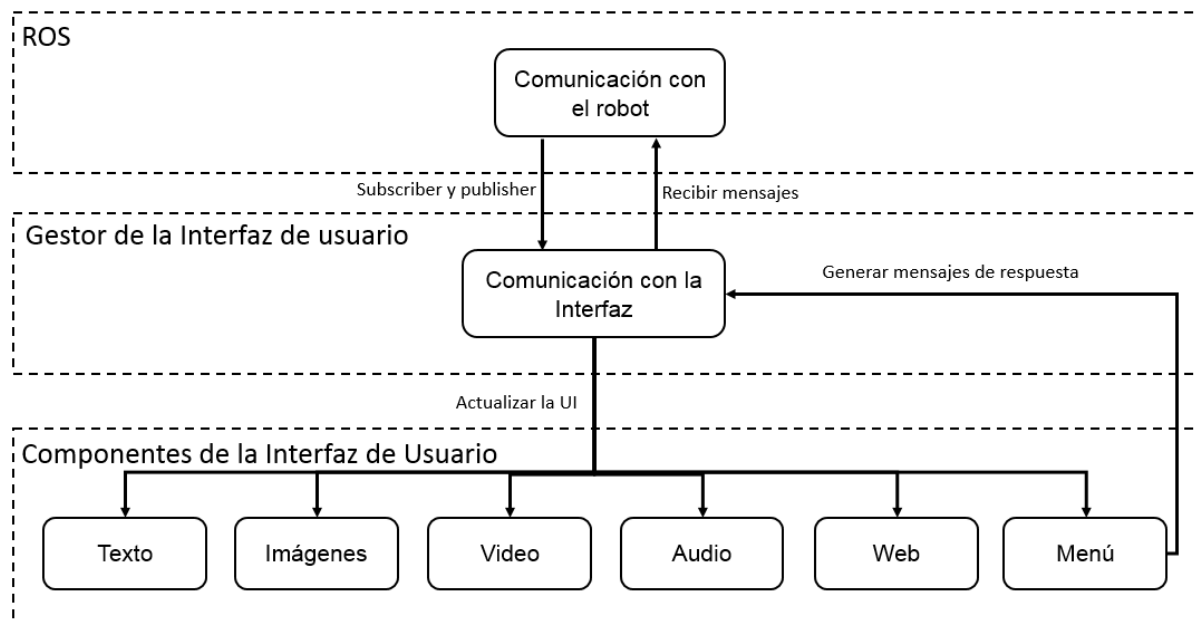 ROS
Comunicación con
el robot
Subscriber y publisher
Recibir mensajes
Gestor de la Interfaz de usuario
Comunicación con la
Interfaz
Generar mensajes de respuesta
Actualizar la UI
Componentes de la Interfaz de Usuario
Texto
Imágenes
Video
Audio
Web
Menú